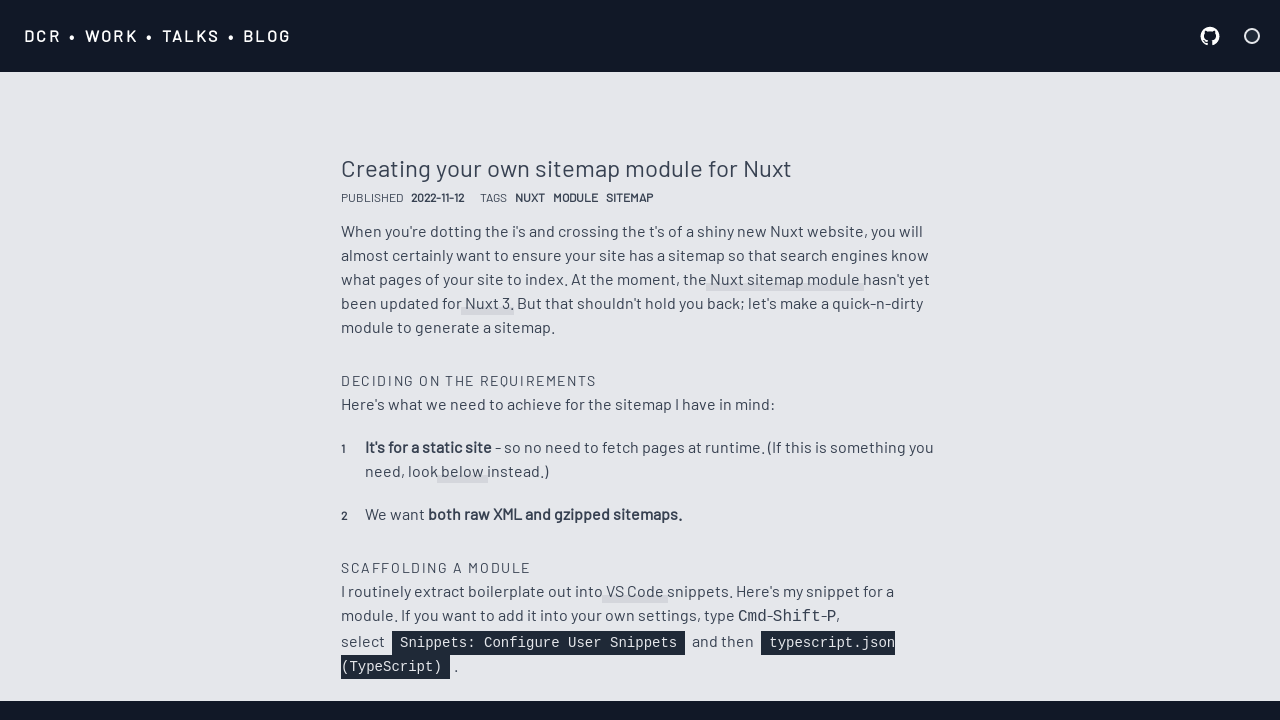 DCR • WORK • TALKS • BLOG
Creating your own sitemap module for Nuxt
PUBLISHED 2022-11-12 TAGS NUXT MODULE SITEMAP
When you're dotting the i's and crossing the t's of a shiny new Nuxt website, you will
almost certainly want to ensure your site has a sitemap so that search engines know
what pages of your site to index. At the moment, the Nuxt sitemap module hasn't yet
been updated for Nuxt 3. But that shouldn't hold you back; let's make a quick-n-dirty
module to generate a sitemap.
DECIDING ON THE REQUIREMENTS
Here's what we need to achieve for the sitemap I have in mind:
1 It's for a static site - so no need to fetch pages at runtime. (If this is something you
need, look below instead.)
2 We want both raw XML and gzipped sitemaps.
SCAFFOLDING A MODULE
I routinely extract boilerplate out into VS Code snippets. Here's my snippet for a
module. If you want to add it into your own settings, type Cmd-Shift-P,
select Snippets: Configure User Snippets and then typescript.json
(TypeScript) .